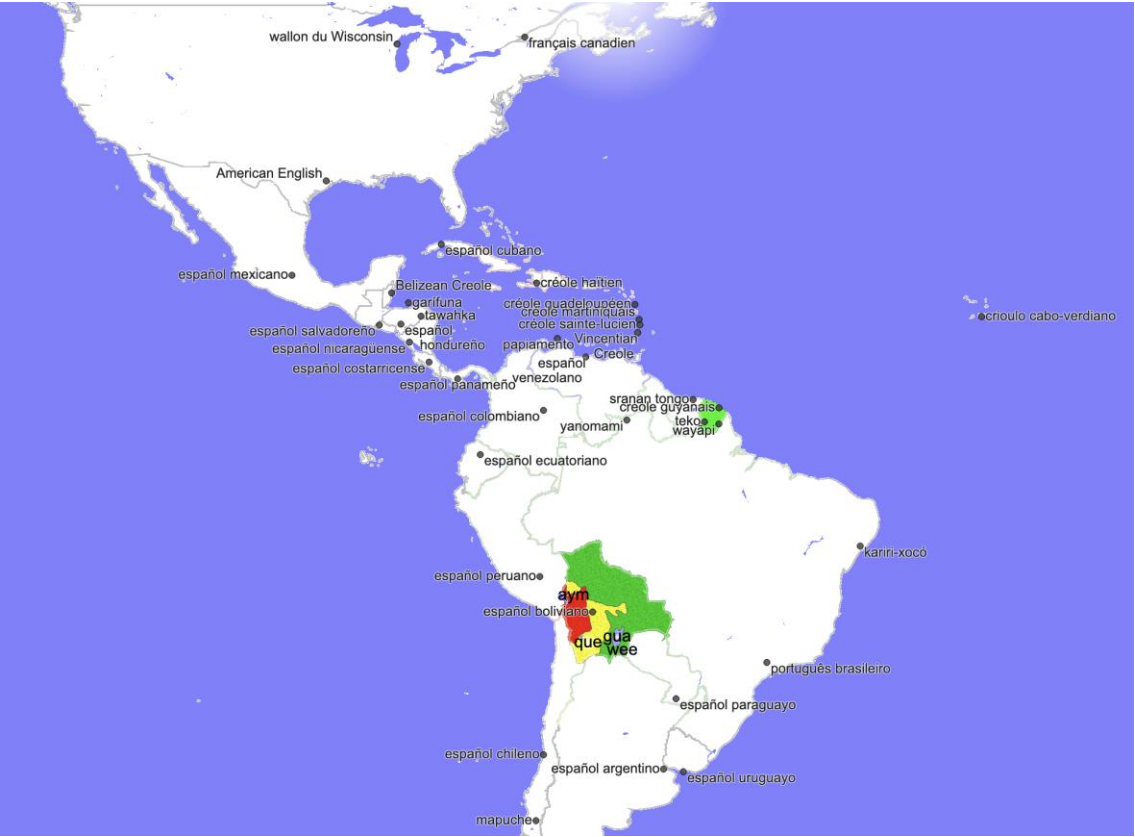 wallon du Wisconsin
français canadien
American English
español cubano
español mexicano
créole haïtien
Belizean Creole
garífuna
créole guadeloupéen
créole martiniquais
tawahka
crioulo cabo-verdiano
créole sainte-lucien
español salvadoreño
español
hondureño
Vincentian
Creole
papiamento
español nicaragüense
español
venezolano
español costarricense
español panameño
sranan tongo
créole guyanais
español colombiano
teko
yanomami
wayapi
español ecuatoriano
kariri-xocó
español peruano
aym
español boliviano
que
gua
wee
português brasileiro
español paraguayo
español chileno
español argentino
español uruguayo
mapuche